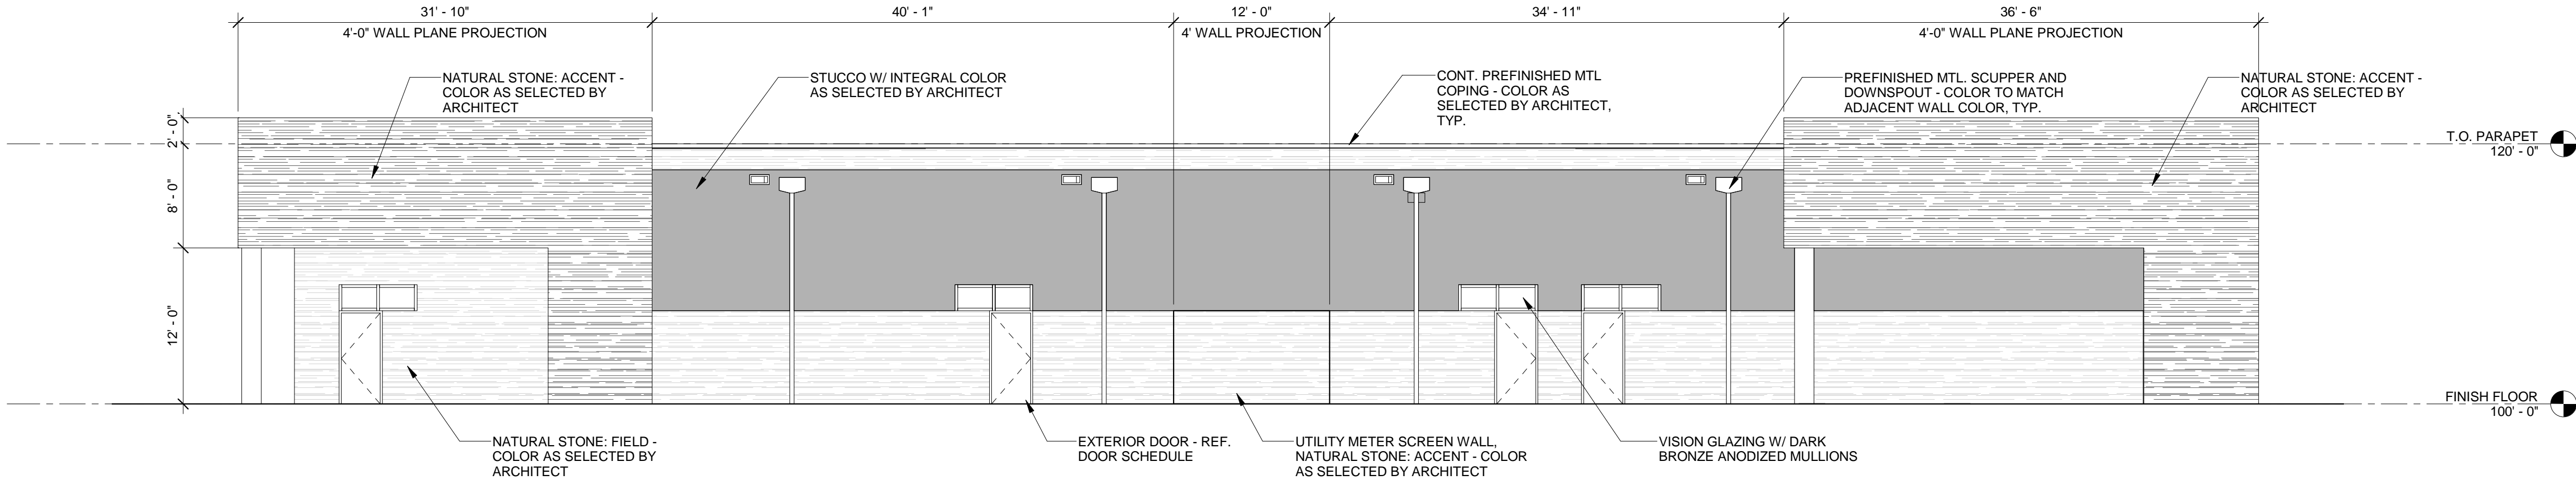 31' - 10"
40' - 1"
12' - 0"
34' - 11"
36' - 6"
4'-0" WALL PLANE PROJECTION
4' WALL PROJECTION
4'-0" WALL PLANE PROJECTION
NATURAL STONE: ACCENT -
COLOR AS SELECTED BY
ARCHITECT
STUCCO W/ INTEGRAL COLOR
AS SELECTED BY ARCHITECT
CONT. PREFINISHED MTL
COPING - COLOR AS
SELECTED BY ARCHITECT,
TYP.
PREFINISHED MTL. SCUPPER AND
DOWNSPOUT - COLOR TO MATCH
ADJACENT WALL COLOR, TYP.
NATURAL STONE: ACCENT -
COLOR AS SELECTED BY
ARCHITECT
2' - 0"
8' - 0"
12' - 0"
T.O. PARAPET
120' - 0"
FINISH FLOOR
100' - 0"
NATURAL STONE: FIELD -
COLOR AS SELECTED BY
ARCHITECT
EXTERIOR DOOR - REF.
DOOR SCHEDULE
UTILITY METER SCREEN WALL,
NATURAL STONE: ACCENT - COLOR
AS SELECTED BY ARCHITECT
VISION GLAZING W/ DARK
BRONZE ANODIZED MULLIONS